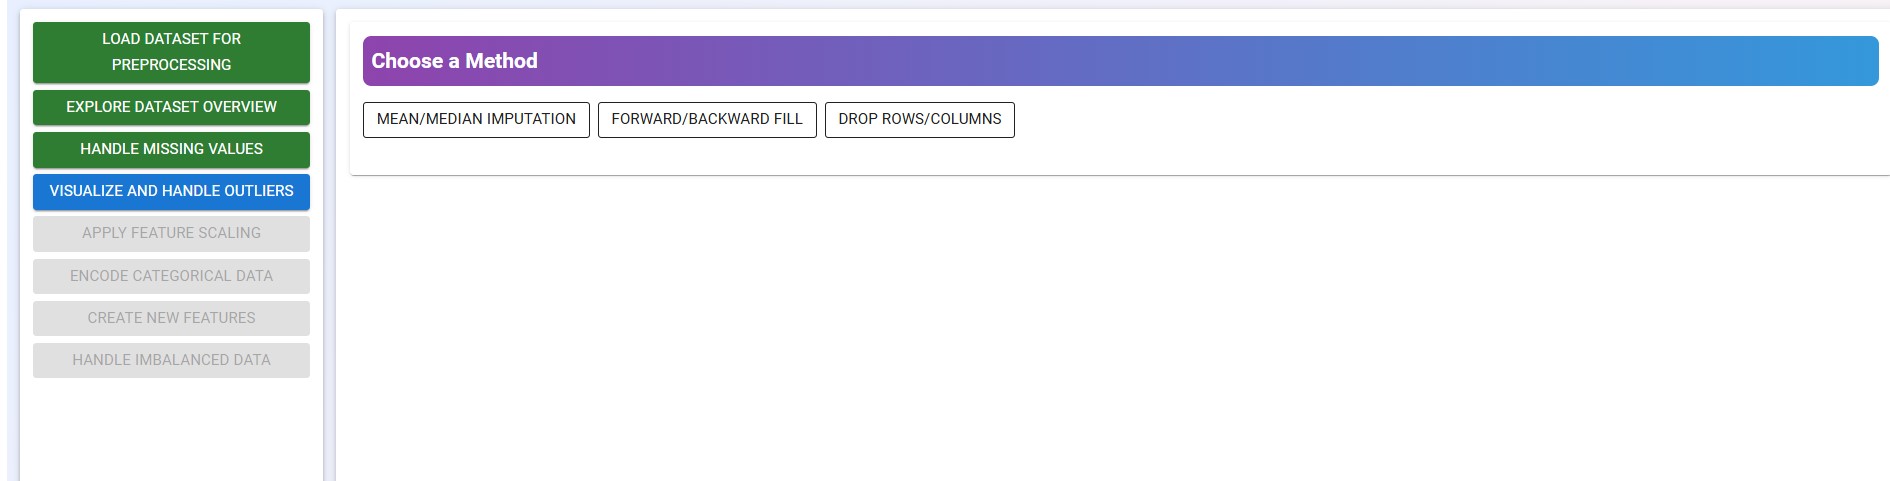 LOAD DATASET FOR
PREPROCESSING
EXPLORE DATASET OVERVIEW
HANDLE MISSING VALUES
VISUALIZE AND HANDLE OUTLIERS
APPLY FEATURE SCALING
ENCODE CATEGORICAL DATA
CREATE NEW FEATURES
HANDLE IMBALANCED DATA
Choose a Method
MEAN/MEDIAN IMPUTATION
FORWARD/BACKWARD FILL
DROP ROWS/COLUMNS